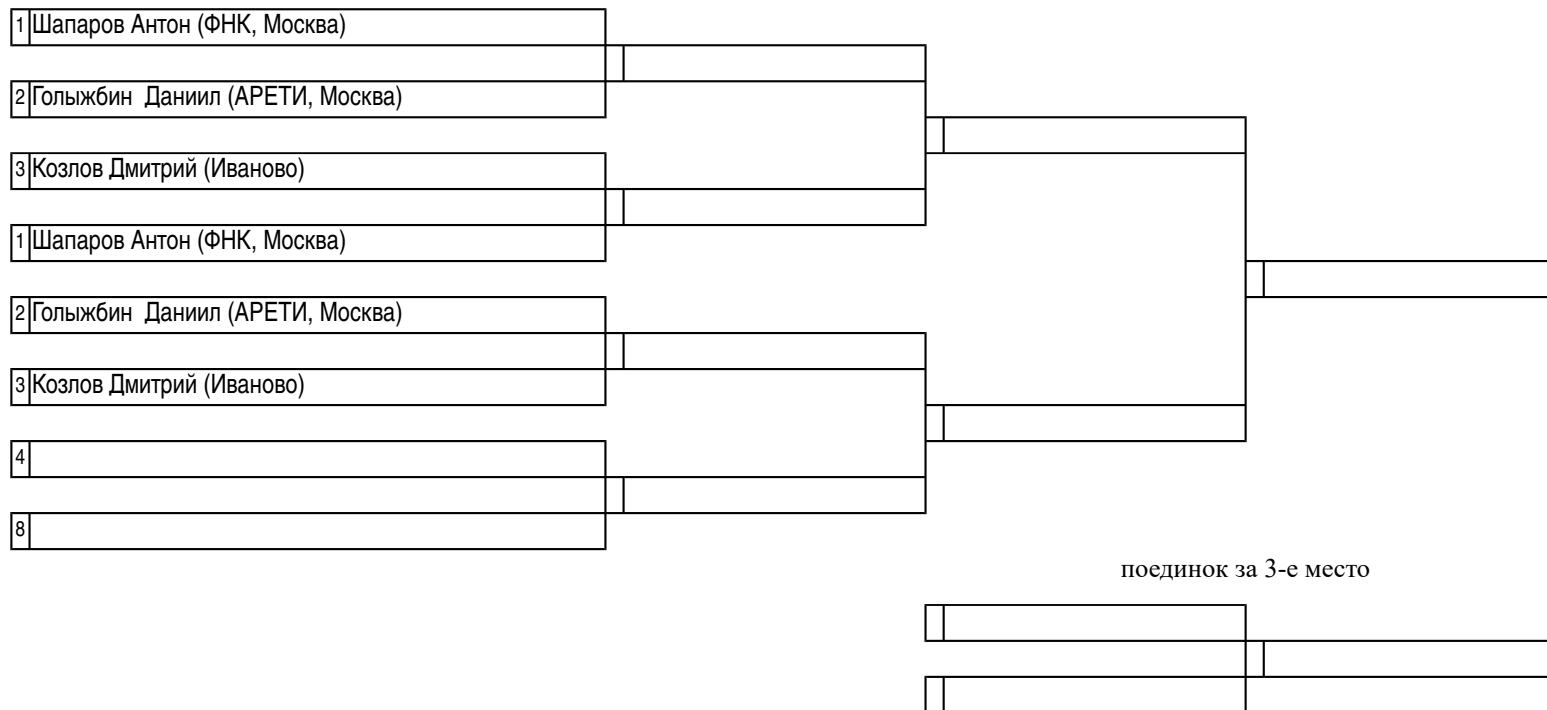 1 Шапаров Антон (ФНК, Москва)
2 Голыжбин  Даниил (АРЕТИ, Москва)
3 Козлов Дмитрий (Иваново)
1 Шапаров Антон (ФНК, Москва)
2 Голыжбин  Даниил (АРЕТИ, Москва)
3 Козлов Дмитрий (Иваново)
4
8
поединок за 3-е место